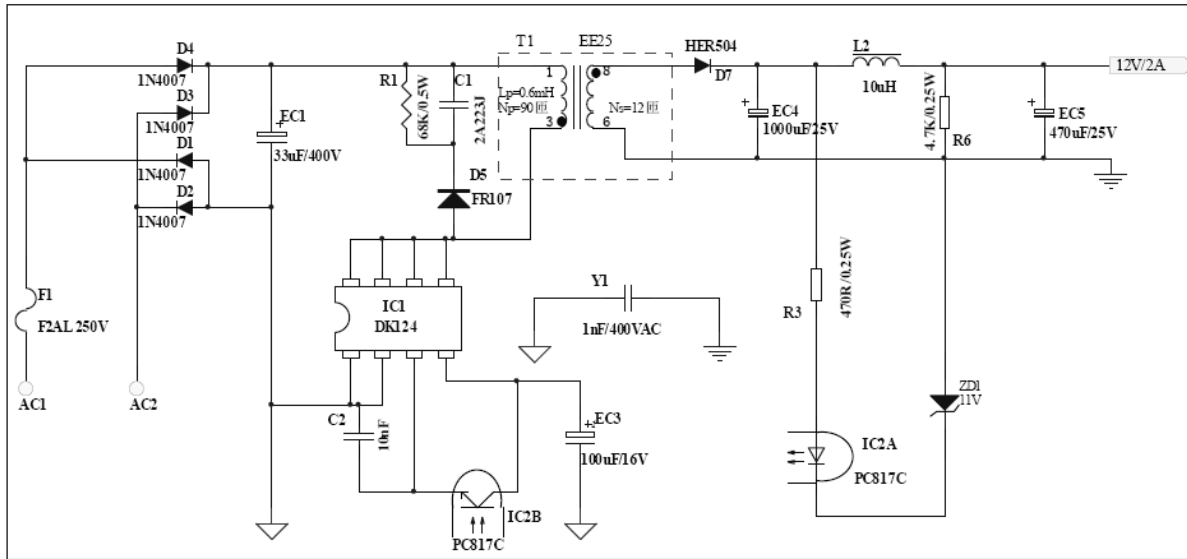 D4
1N4007
D3
1N4007
D1
1N4007
D2
1N4007
EC1
+
33uF/400V
R1
68K/0.5W
C1
2A223J
D5
FR107
T1
EE25
1
8
Lp=0.6mH
Np=90匝
Ns=12匝
3
6
HER504
D7
L2
10uH
12V/2A
+
EC4
1000uF/25V
4.7K/0.25W
R6
+
EC5
470uF/25V
F1
F2AL 250V
AC1
AC2
IC1
DK124
Y1
1nF/400VAC
R3
470R/0.25W
C2
10nF
+
EC3
100uF/16V
IC2B
PC817C
ZD1
11V
IC2A
PC817C